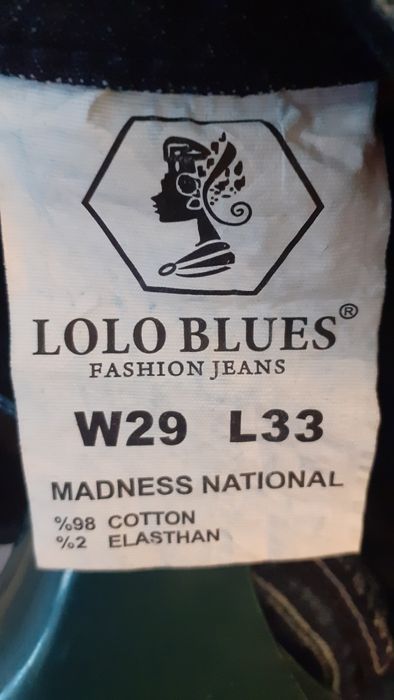 LOLO BLUES®
FASHION JEANS
W29 L33
MADNESS NATIONAL
%98 COTTON
%2 ELASTHAN